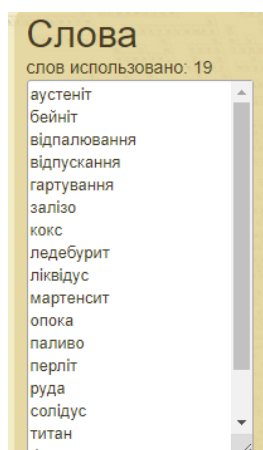 Слова
слов использовано: 19
аустеніт
бейніт
відпалювання
відпускання
гартування
залізо
кокс
ледебурит
ліквідус
мартенсит
опока
паливо
перліт
руда
солідус
титан